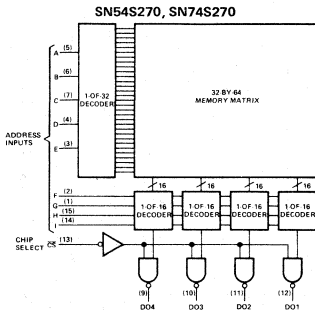 SN54S270, SN74S270
A (5)
B (6)
C (7)
D (4)
E (3)
ADDRESS
INPUTS
1-OF-32
DECODER
32-BY-64
MEMORY MATRIX
16
16
16
16
F (2)
G (1)
H (15)
I (14)
1-OF-16
DECODER
1-OF-16
DECODER
1-OF-16
DECODER
1-OF-16
DECODER
CHIP
SELECT
CS (13)
(9)
(10)
(11)
(12)
DO4
DO3
DO2
DO1